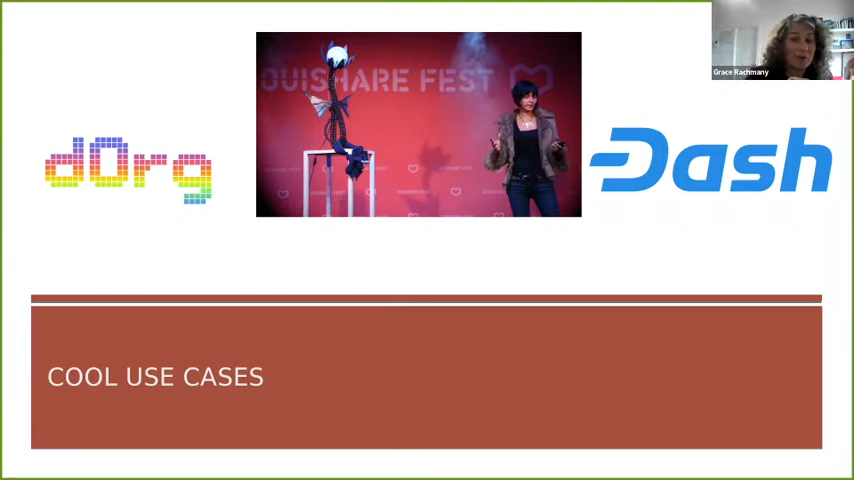 dOrg
OUISHARE FEST
Dash
Grace Rachmany
COOL USE CASES